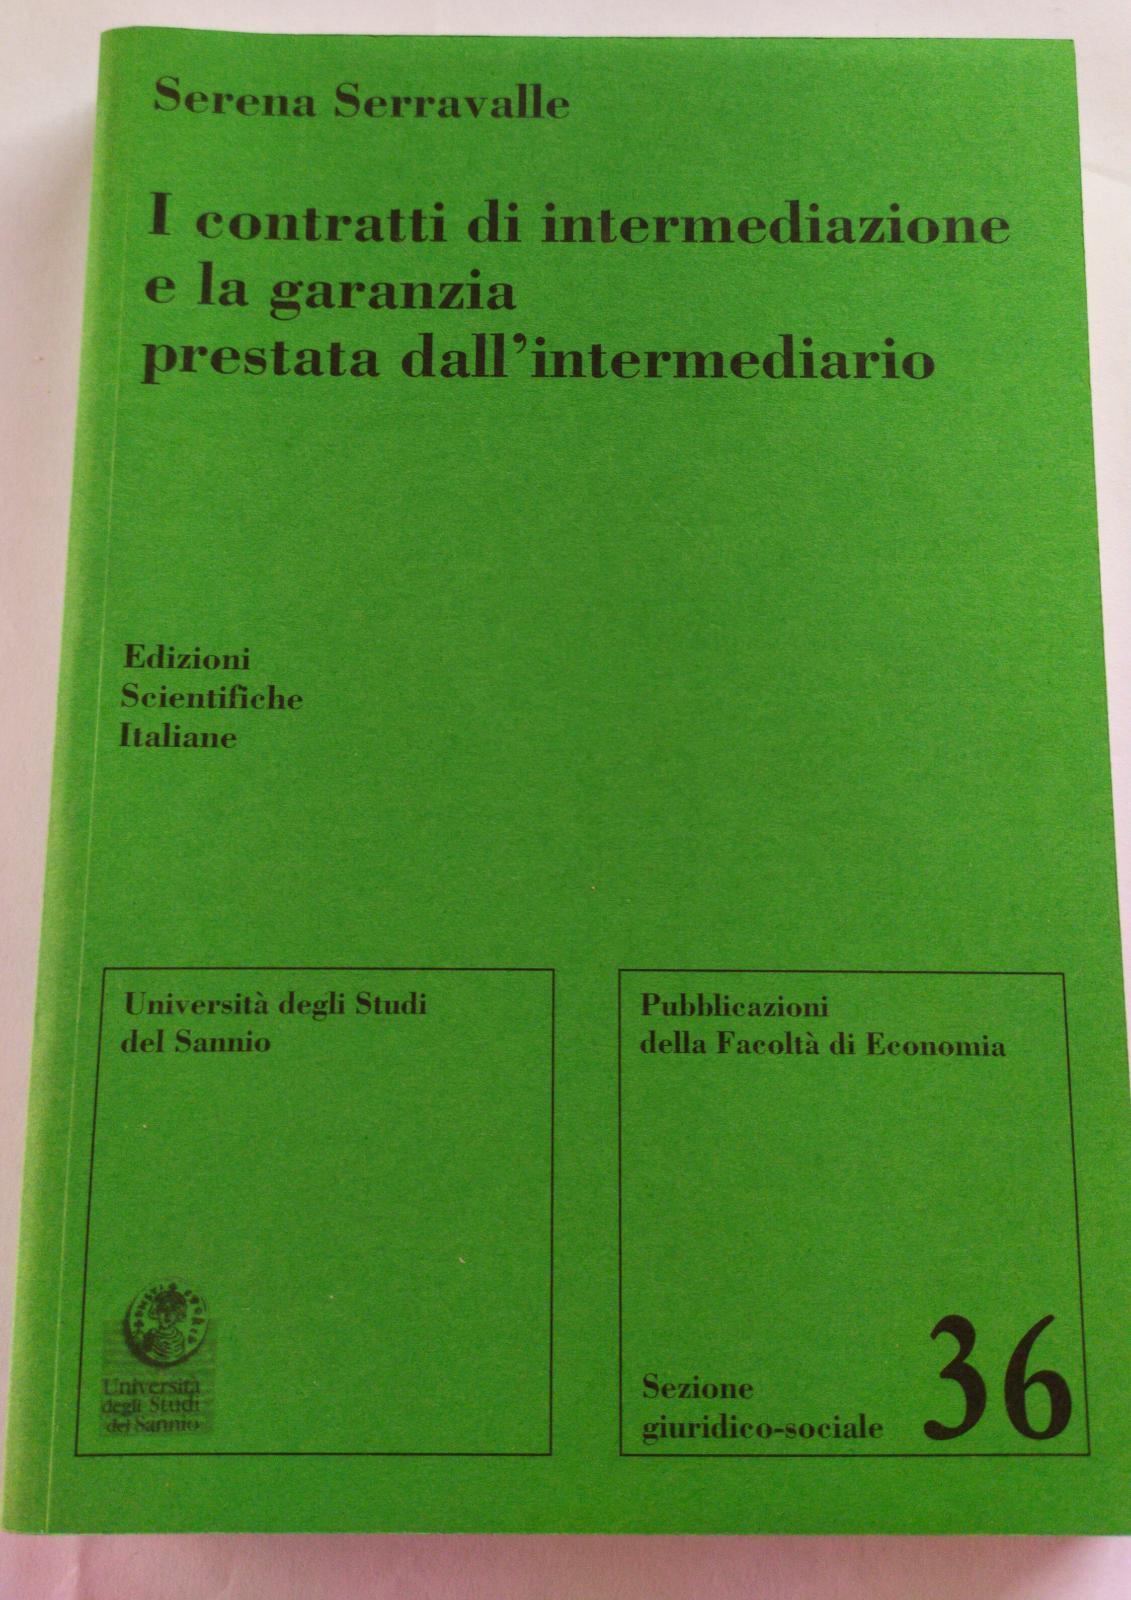 Serena Serravalle
I contratti di intermediazione
e la garanzia
prestata dall'intermediario
Edizioni
Scientifiche
Italiane
Università degli Studi
del Sannio
Università
degli Studi
del Sannio
Pubblicazioni
della Facoltà di Economia
Sezione
giuridico-sociale
36